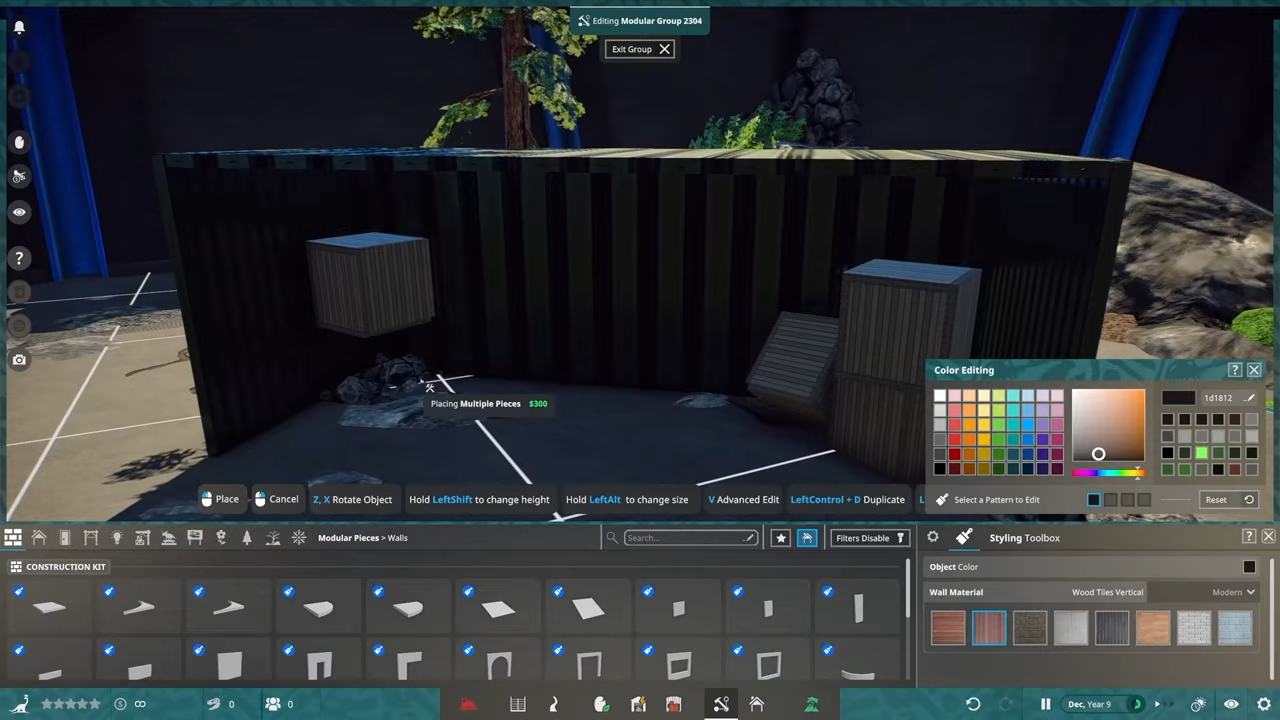 Editing Modular Group 2304
Exit Group
Placing Multiple Pieces $300
Color Editing
?
1d1812
Place
Cancel
Z, X Rotate Object
Hold LeftShift to change height
Hold LeftAlt to change size
V Advanced Edit
LeftControl + D Duplicate
L
Select a Pattern to Edit
Reset
Modular Pieces > Walls
Search...
Filters Disable
Styling Toolbox
?
CONSTRUCTION KIT
Object Color
Wall Material
Wood Tiles Vertical
Modern
?
0
0
Dec, Year 9